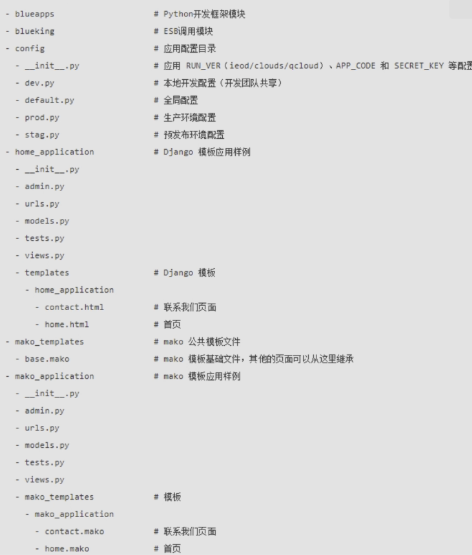 - blueapps # Python开发框架模块
- blueking # ESB调用模块
- config # 应用配置目录
- __init__.py # 应用 RUN_VER（ieod/clouds/qcloud）、APP_CODE 和 SECRET_KEY 等配置
- dev.py # 本地开发配置（开发团队共享）
- default.py # 全局配置
- prod.py # 生产环境配置
- stag.py # 预发布环境配置
- home_application # Django 模板应用样例
- __init__.py
- admin.py
- urls.py
- models.py
- tests.py
- views.py
- templates # Django 模板
- home_application
- contact.html # 联系我们页面
- home.html # 首页
- mako_templates # mako 公共模板文件
- base.mako # mako 模板基础文件，其他的页面可以从这里继承
- mako_application # mako 模板应用样例
- __init__.py
- admin.py
- urls.py
- models.py
- tests.py
- views.py
- mako_templates # 模板
- mako_application
- contact.mako # 联系我们页面
- home.mako # 首页